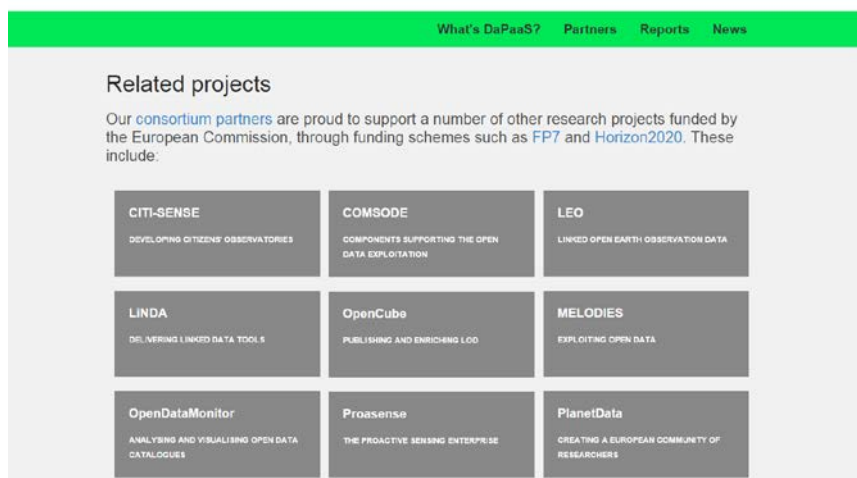 What's DaPaaS? Partners Reports News
Related projects
Our consortium partners are proud to support a number of other research projects funded by
the European Commission, through funding schemes such as FP7 and Horizon2020. These
include:
CITI-SENSE
DEVELOPING CITIZENS' OBSERVATORIES
COMSODE
COMPONENTS SUPPORTING THE OPEN
DATA EXPLOITATION
LEO
LINKED OPEN EARTH OBSERVATION DATA
LINDA
DELIVERING LINKED DATA TOOLS
OpenCube
PUBLISHING AND ENRICHING LOD
MELODIES
EXPLOITING OPEN DATA
OpenDataMonitor
ANALYSING AND VISUALISING OPEN DATA
CATALOGUES
Proasense
THE PROACTIVE SENSING ENTERPRISE
PlanetData
CREATING A EUROPEAN COMMUNITY OF
RESEARCHERS